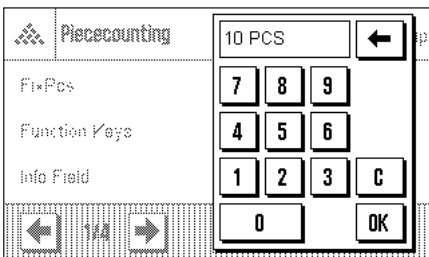 Piececounting
10 PCS
p
FixPcs
7 8 9
Function Keys
4 5 6
Info Field
1 2 3 C
1/4
0 OK